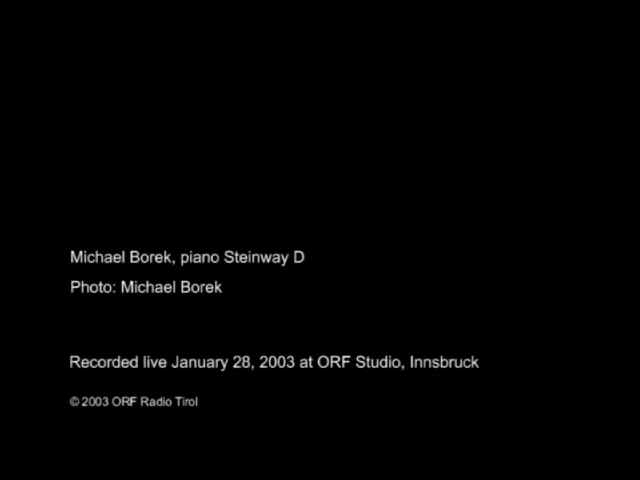 Michael Borek, piano Steinway D
Photo: Michael Borek
Recorded live January 28, 2003 at ORF Studio, Innsbruck
© 2003 ORF Radio Tirol